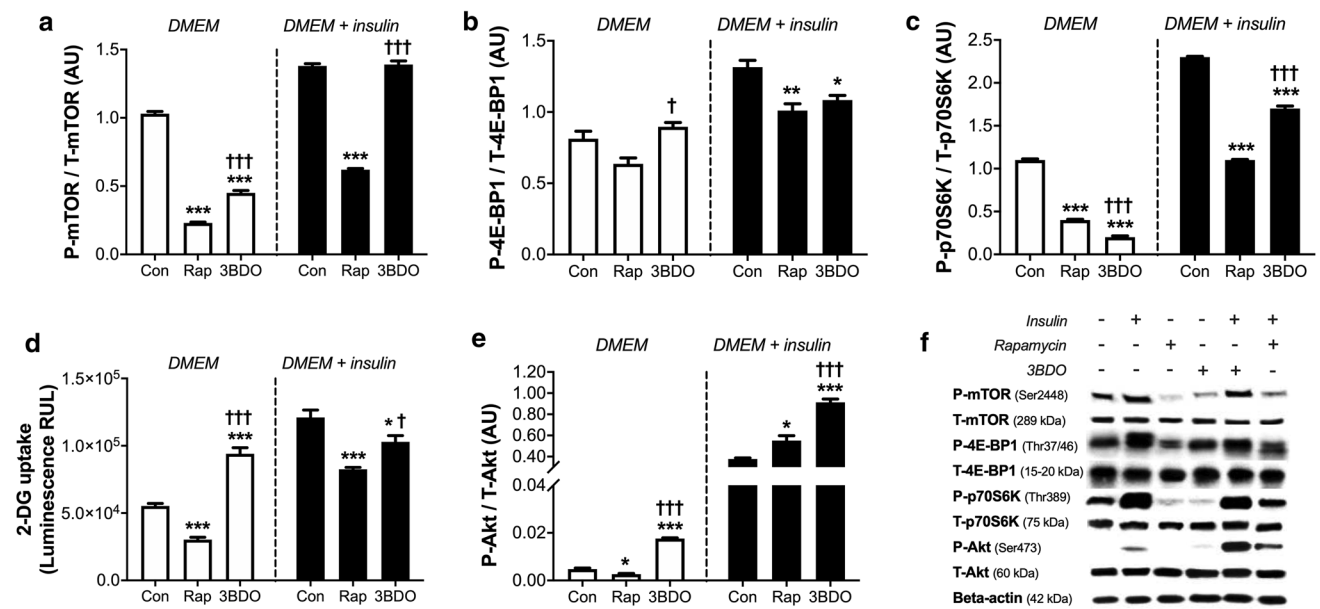 a
DMEM
DMEM + insulin
P-mTOR / T-mTOR (AU)
1.5
1.0
0.5
0.0
†††
***
†††
***
***
Con Rap 3BDO Con Rap 3BDO
b
DMEM
DMEM + insulin
P-4E-BP1 / T-4E-BP1 (AU)
1.5
1.0
0.5
0.0
†
**
*
Con Rap 3BDO Con Rap 3BDO
c
DMEM
DMEM + insulin
P-p70S6K / T-p70S6K (AU)
2.5
2.0
1.5
1.0
0.5
0.0
***
†††
***
***
†††
***
Con Rap 3BDO Con Rap 3BDO
d
DMEM
DMEM + insulin
2-DG uptake
(Luminescence RUL)
1.5×10⁵
1.0×10⁵
5.0×10⁴
0
***
†††
***
***
* †
Con Rap 3BDO Con Rap 3BDO
e
DMEM
DMEM + insulin
P-Akt / T-Akt (AU)
1.20
1.00
0.80
0.60
0.40
0.04
0.02
0.00
*
†††
***
*
†††
***
Con Rap 3BDO Con Rap 3BDO
f
Insulin - + - - + +
Rapamycin - - + - - +
3BDO - - - + + -
P-mTOR (Ser2448)
T-mTOR (289 kDa)
P-4E-BP1 (Thr37/46)
T-4E-BP1 (15-20 kDa)
P-p70S6K (Thr389)
T-p70S6K (75 kDa)
P-Akt (Ser473)
T-Akt (60 kDa)
Beta-actin (42 kDa)